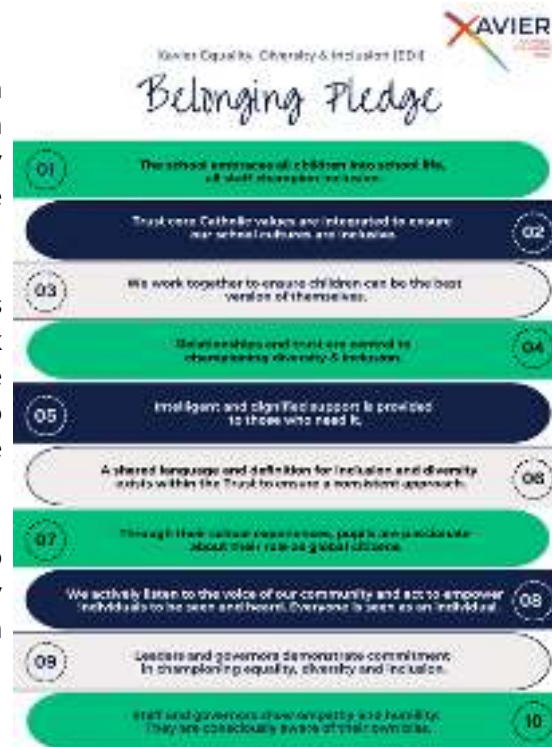 XAVIER
Xavier Equality, Diversity & Inclusion (EDI)
Belonging Pledge
01
The school embraces all children into school life,
all staff champion inclusion.
Trust core Catholic values are integrated to ensure
our school cultures are inclusive.
02
03
We work together to ensure children can be the best
version of themselves.
Relationships and trust are central to
championing diversity & inclusion.
04
05
Intelligent and dignified support is provided
to those who need it.
A shared language and definition for inclusion and diversity
exists within the Trust to ensure a consistent approach.
06
07
Through their school experiences, pupils are passionate
about their role as global citizens.
We actively listen to the voice of our community and act to empower
individuals to be seen and heard. Everyone is seen as an individual.
08
09
Leaders and governors demonstrate commitment
in championing equality, diversity and inclusion.
Staff and governors show empathy and humility.
They are consciously aware of their own bias.
10